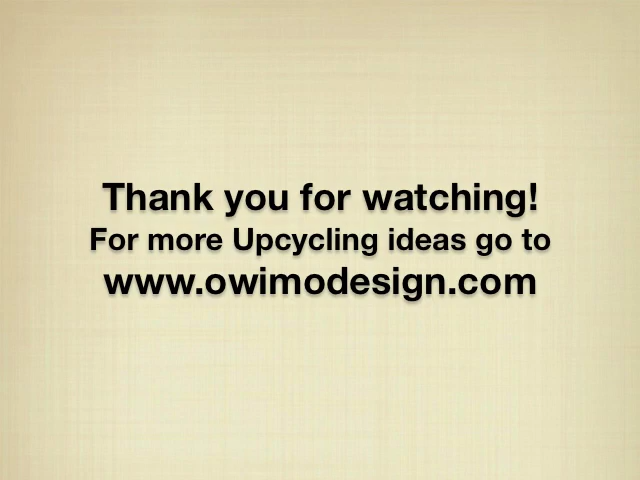 Thank you for watching!
For more Upcycling ideas go to
www.owimodesign.com